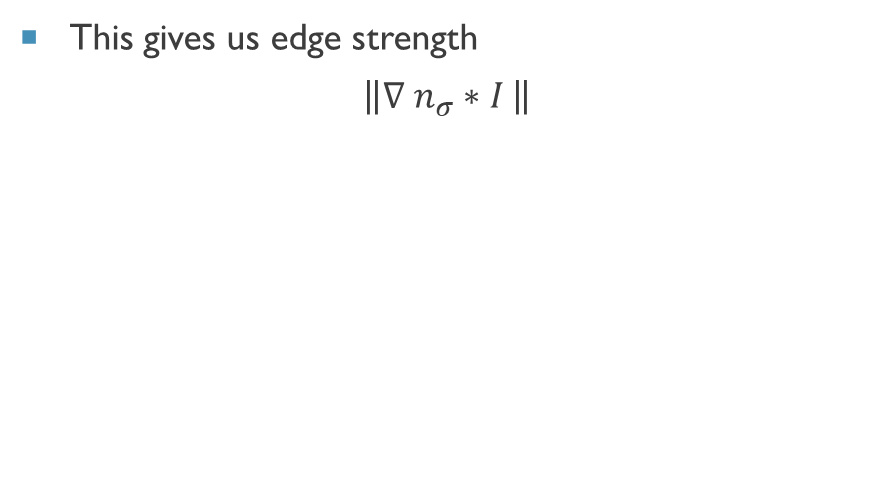 This gives us edge strength
‖∇ n_σ ∗ I ‖